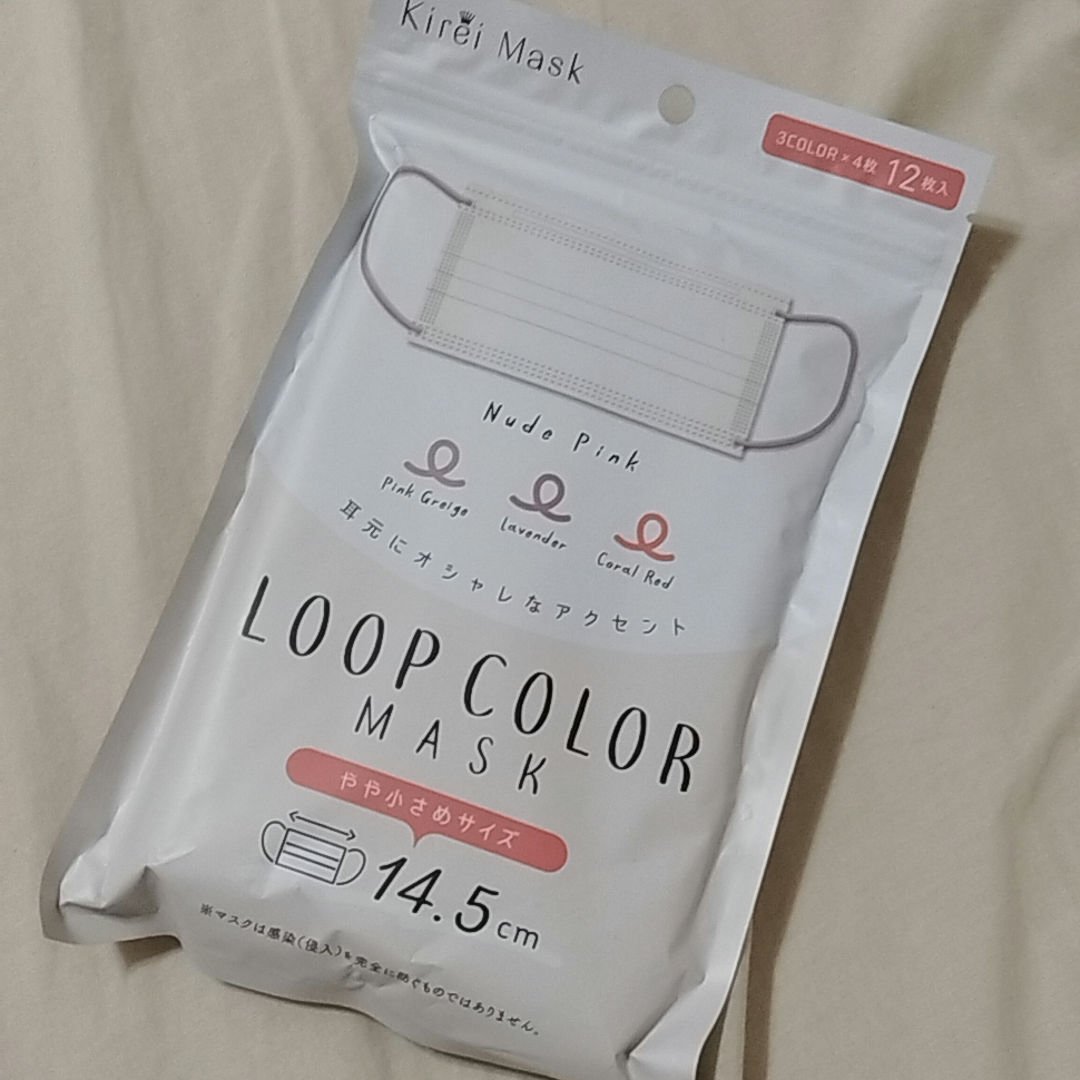 Kirei Mask
3COLOR × 4枚 12枚入
Nude Pink
Pink Greige
Lavender
Coral Red
耳元にオシャレなアクセント
LOOP COLOR
MASK
やや小さめサイズ
14.5cm
※マスクは感染(侵入)を完全に防ぐものではありません。